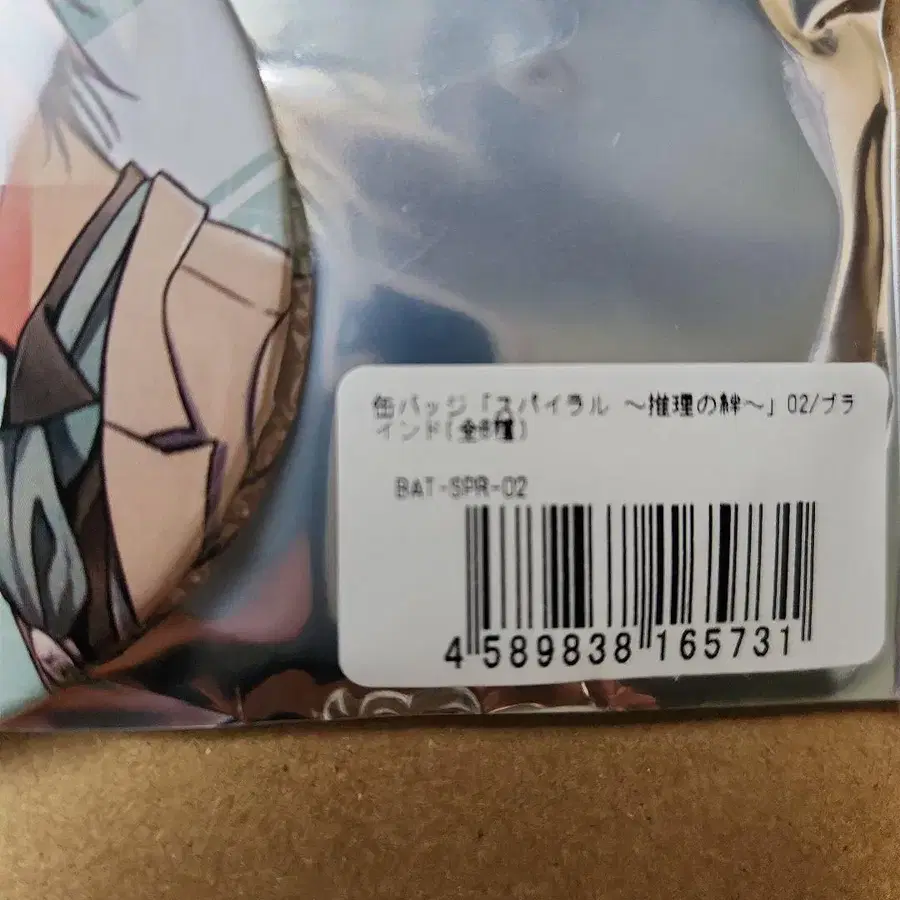 缶バッジ「スパイラル ～推理の絆～」02/ブラ
インド(全8種)
BAT-SPR-02
4 589838 165731